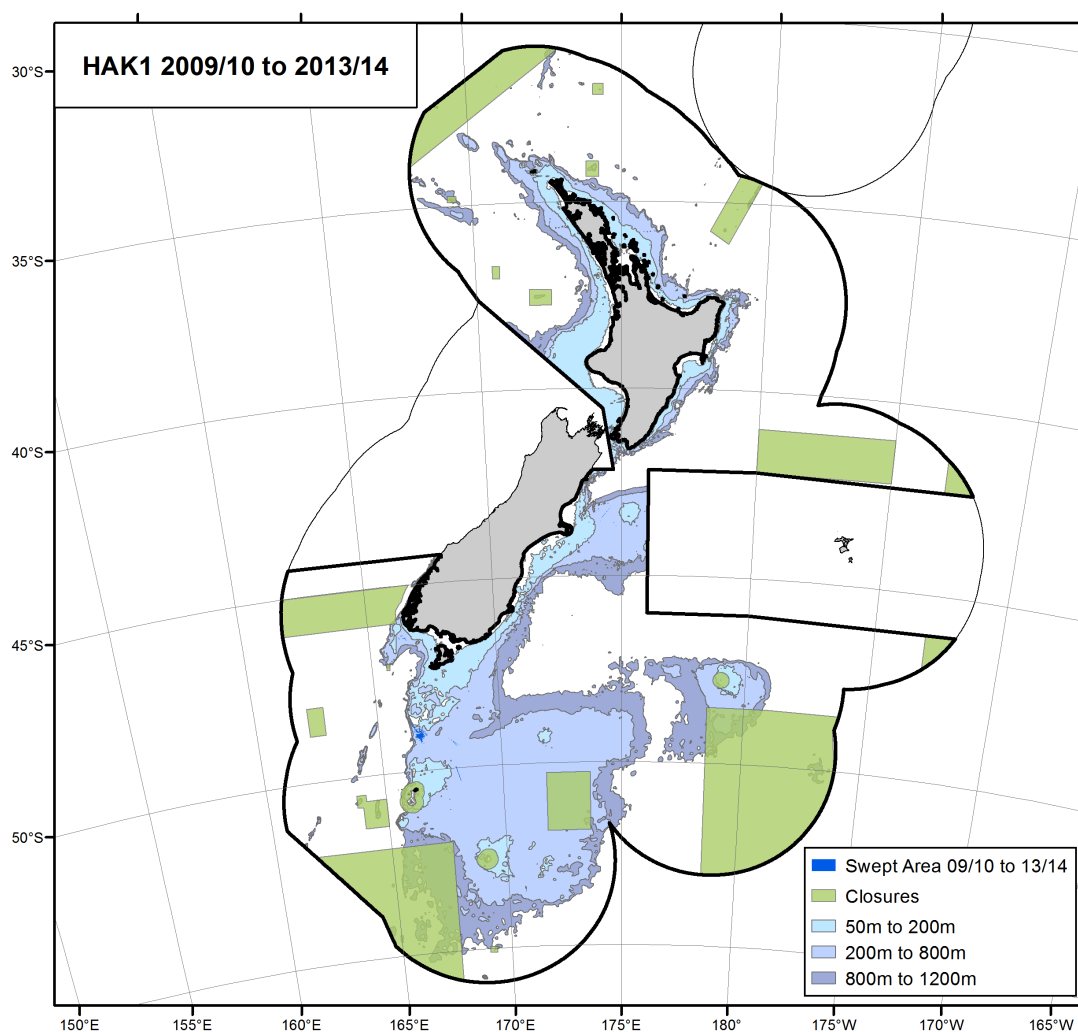 HAK1 2009/10 to 2013/14
30°S
35°S
40°S
45°S
50°S
Swept Area 09/10 to 13/14
Closures
50m to 200m
200m to 800m
800m to 1200m
150°E 155°E 160°E 165°E 170°E 175°E 180° 175°W 170°W 165°W